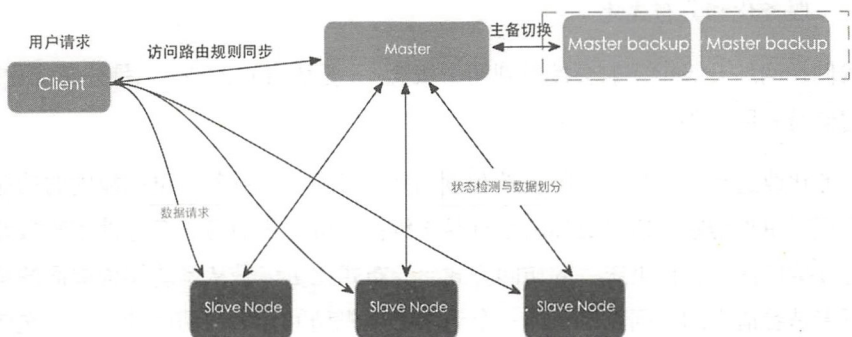 用户请求
访问路由规则同步
Master
主备切换
Master backup
Master backup
Client
状态检测与数据划分
数据请求
Slave Node
Slave Node
Slave Node